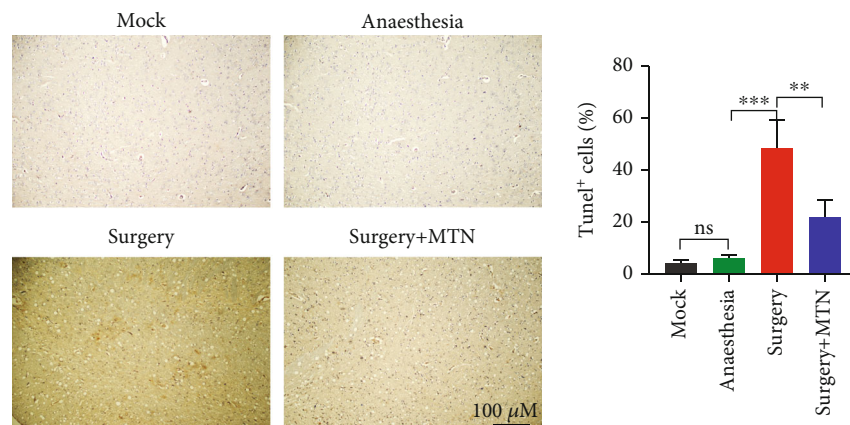 Mock
Anaesthesia
Surgery
Surgery+MTN
100 µM
Tunel⁺ cells (%)
80
60
40
20
0
ns
***
**
Mock
Anaesthesia
Surgery
Surgery+MTN